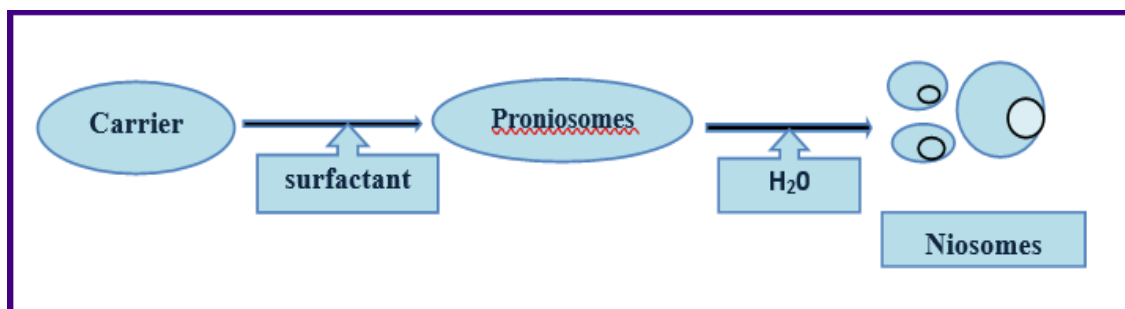 Carrier
surfactant
Proniosomes
H₂0
Niosomes